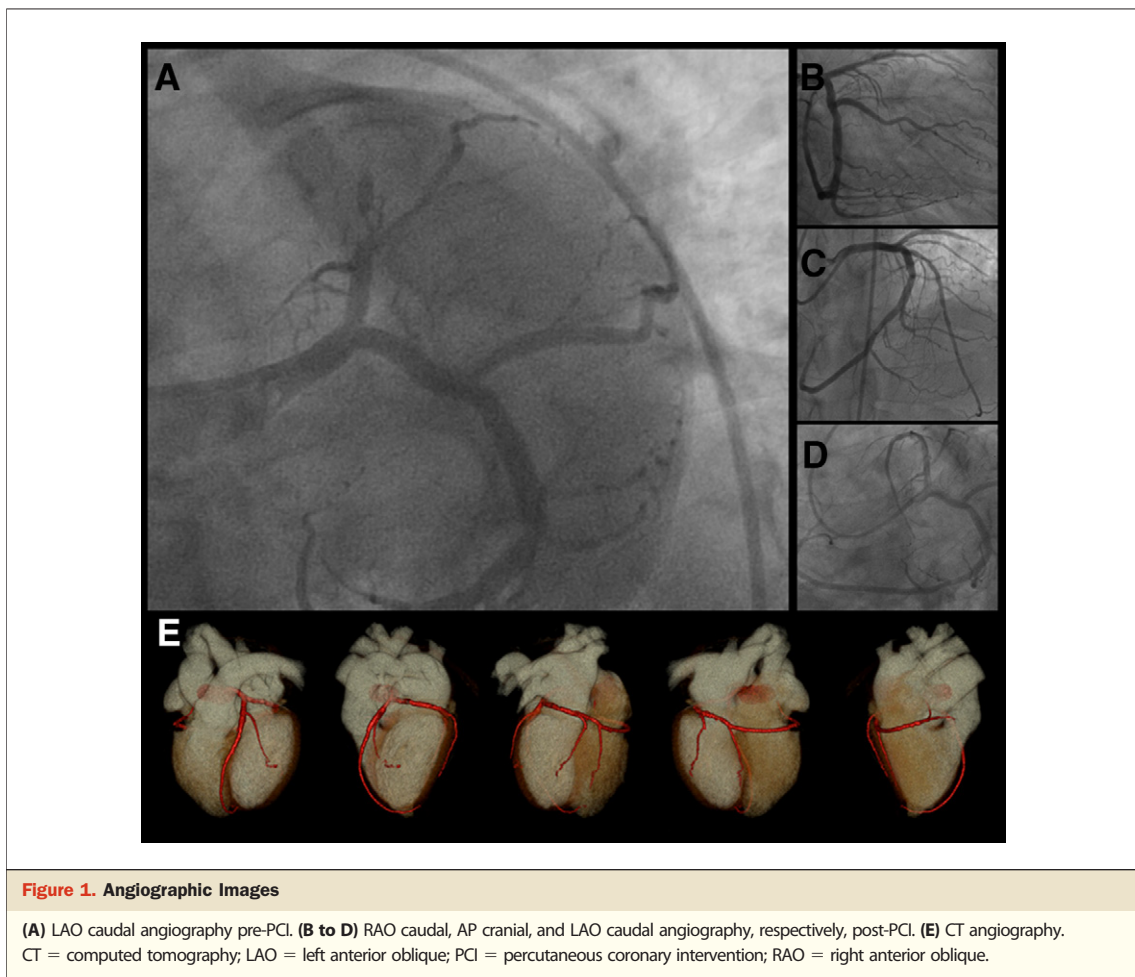 A
B
C
D
E
Figure 1. Angiographic Images
(A) LAO caudal angiography pre-PCI. (B to D) RAO caudal, AP cranial, and LAO caudal angiography, respectively, post-PCI. (E) CT angiography.
CT = computed tomography; LAO = left anterior oblique; PCI = percutaneous coronary intervention; RAO = right anterior oblique.